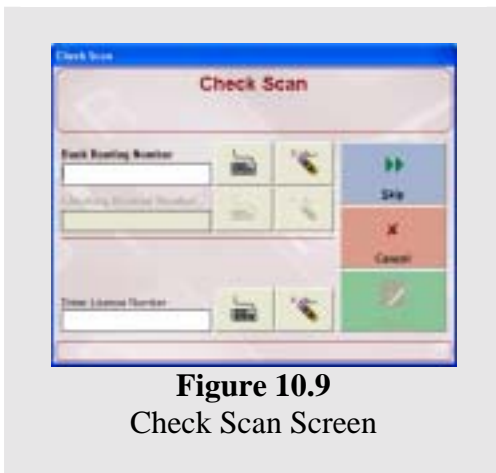 Check Scan
Check Scan
Bank Routing Number
Skip
Cancel
Driver License Number
Figure 10.9
Check Scan Screen